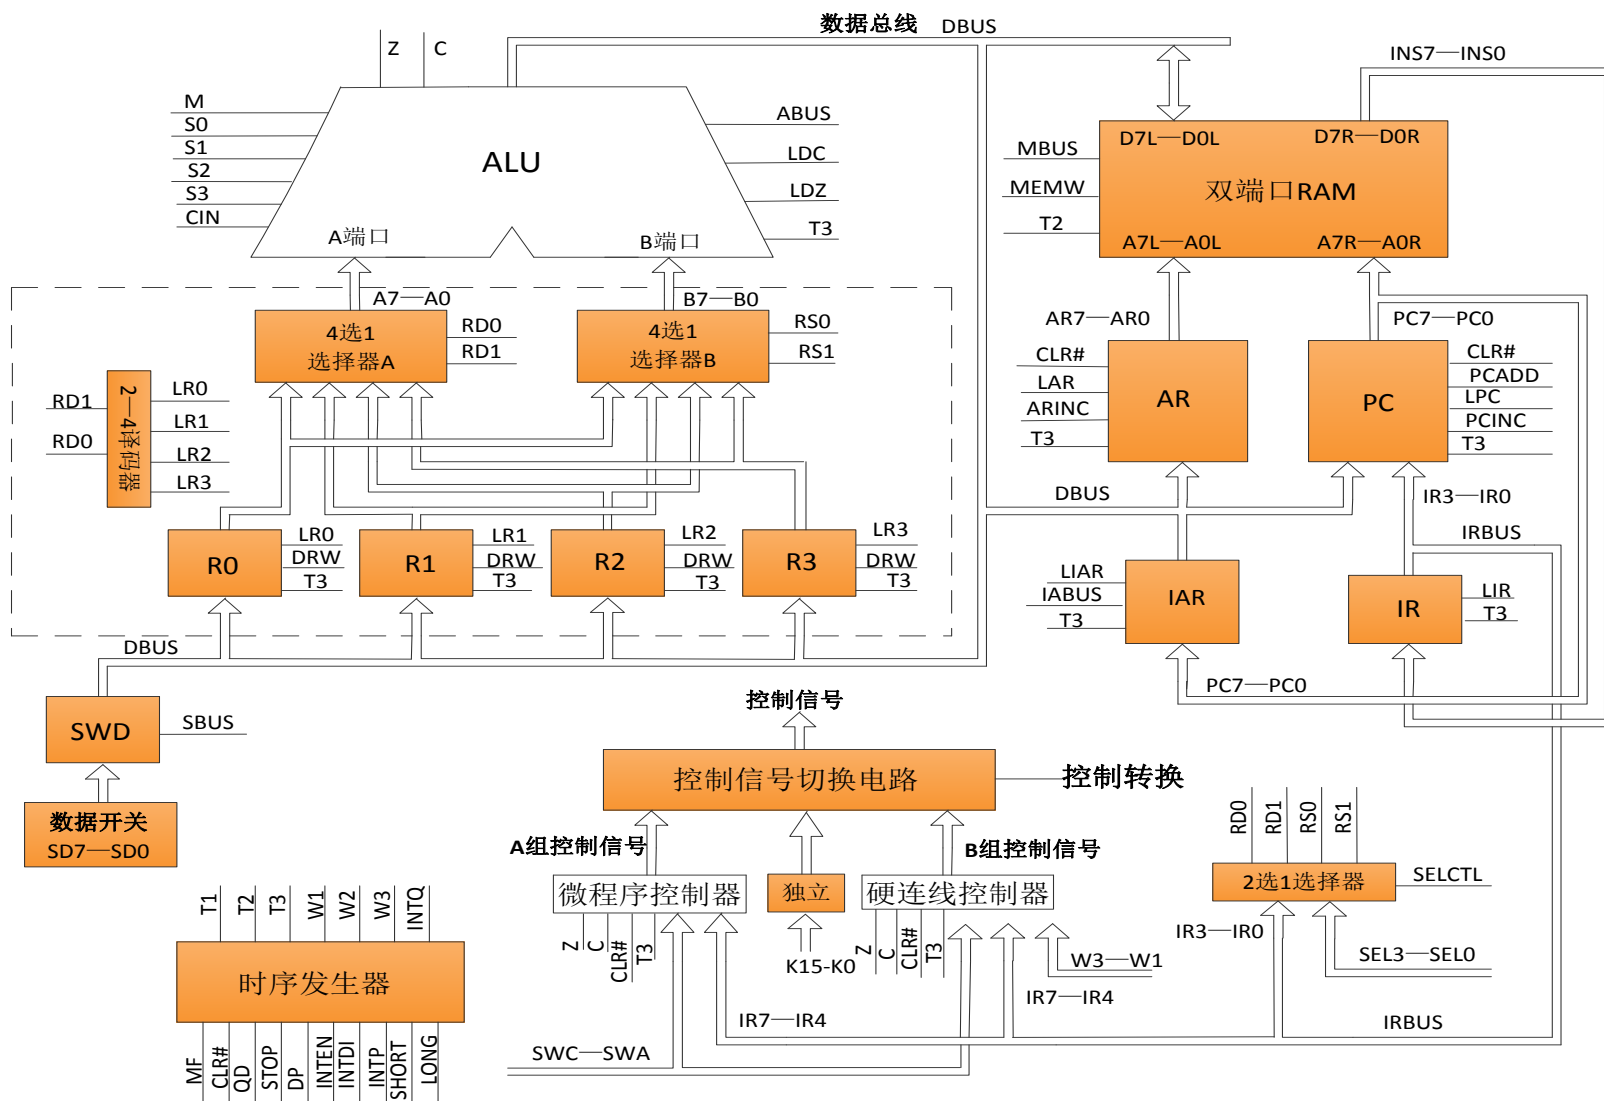 数据总线 DBUS
Z
C
INS7—INS0
M
S0
S1
S2
S3
CIN
ALU
A端口
B端口
ABUS
LDC
LDZ
T3
MBUS
MEMW
T2
D7L—D0L
D7R—D0R
双端口RAM
A7L—A0L
A7R—A0R
A7—A0
B7—B0
4选1
选择器A
RD0
RD1
4选1
选择器B
RS0
RS1
AR7—AR0
PC7—PC0
CLR#
LAR
ARINC
T3
AR
PC
CLR#
PCADD
LPC
PCINC
T3
RD1
RD0
2—4译码器
LR0
LR1
LR2
LR3
DBUS
IR3—IR0
IRBUS
R0
LR0
DRW
T3
R1
LR1
DRW
T3
R2
LR2
DRW
T3
R3
LR3
DRW
T3
LIAR
IABUS
T3
IAR
IR
LIR
T3
DBUS
PC7—PC0
SWD
SBUS
数据开关
SD7—SD0
控制信号
控制信号切换电路
控制转换
A组控制信号
B组控制信号
微程序控制器
独立
硬连线控制器
Z
C
CLR#
T3
K15-K0
Z
C
CLR#
T3
W3—W1
IR7—IR4
IR7—IR4
SWC—SWA
RD0
RD1
RS0
RS1
2选1选择器
SELCTL
IR3—IR0
SEL3—SEL0
IRBUS
T1
T2
T3
W1
W2
W3
INTQ
时序发生器
MF
CLR#
QD
STOP
DP
INTEN
INTDI
INTP
SHORT
LONG